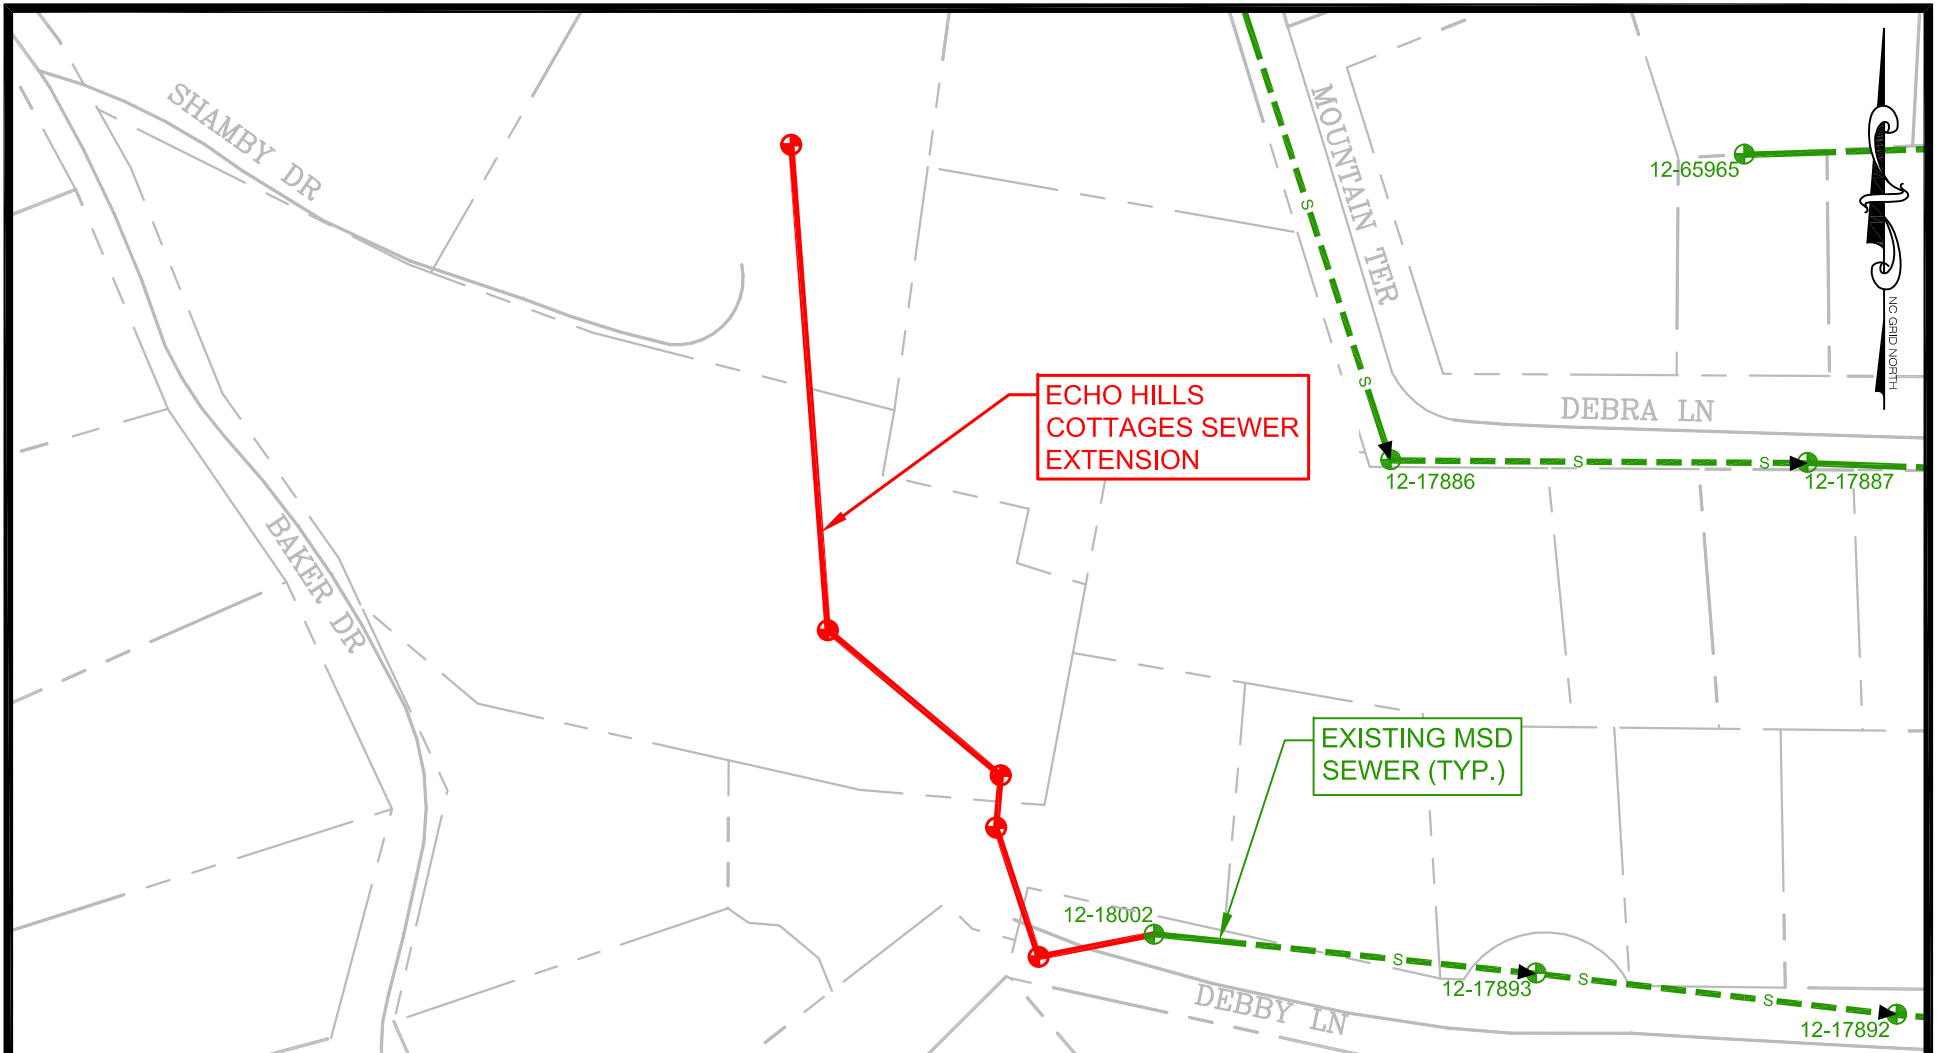 SHAMBY DR
MOUNTAIN TER
12-65965
NC GRID NORTH
ECHO HILLS
COTTAGES SEWER
EXTENSION
DEBRA LN
S
S
S
S
12-17886
12-17887
BAKER DR
EXISTING MSD
SEWER (TYP.)
12-18002
S
S
S
12-17893
DEBBY LN
12-17892